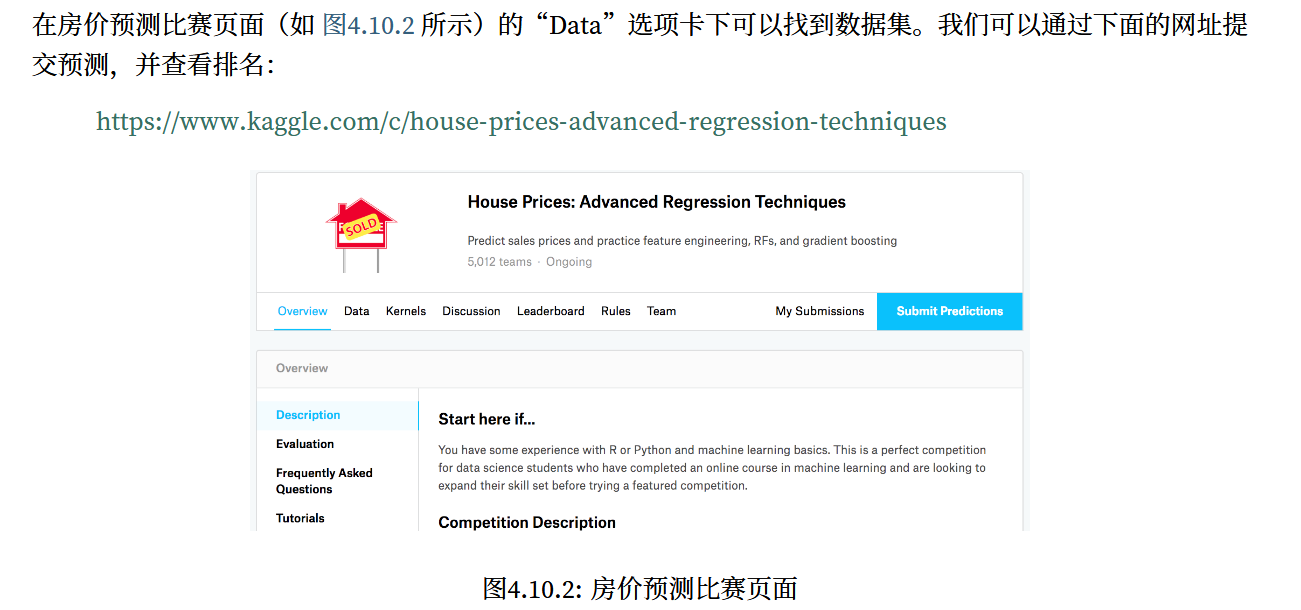 在房价预测比赛页面（如 图4.10.2 所示）的“Data”选项卡下可以找到数据集。我们可以通过下面的网址提
交预测，并查看排名：
https://www.kaggle.com/c/house-prices-advanced-regression-techniques
SOLD
House Prices: Advanced Regression Techniques
Predict sales prices and practice feature engineering, RFs, and gradient boosting
5,012 teams · Ongoing
Overview Data Kernels Discussion Leaderboard Rules Team My Submissions Submit Predictions
Overview
Description
Evaluation
Frequently Asked
Questions
Tutorials
Start here if...
You have some experience with R or Python and machine learning basics. This is a perfect competition
for data science students who have completed an online course in machine learning and are looking to
expand their skill set before trying a featured competition.
Competition Description
图4.10.2: 房价预测比赛页面